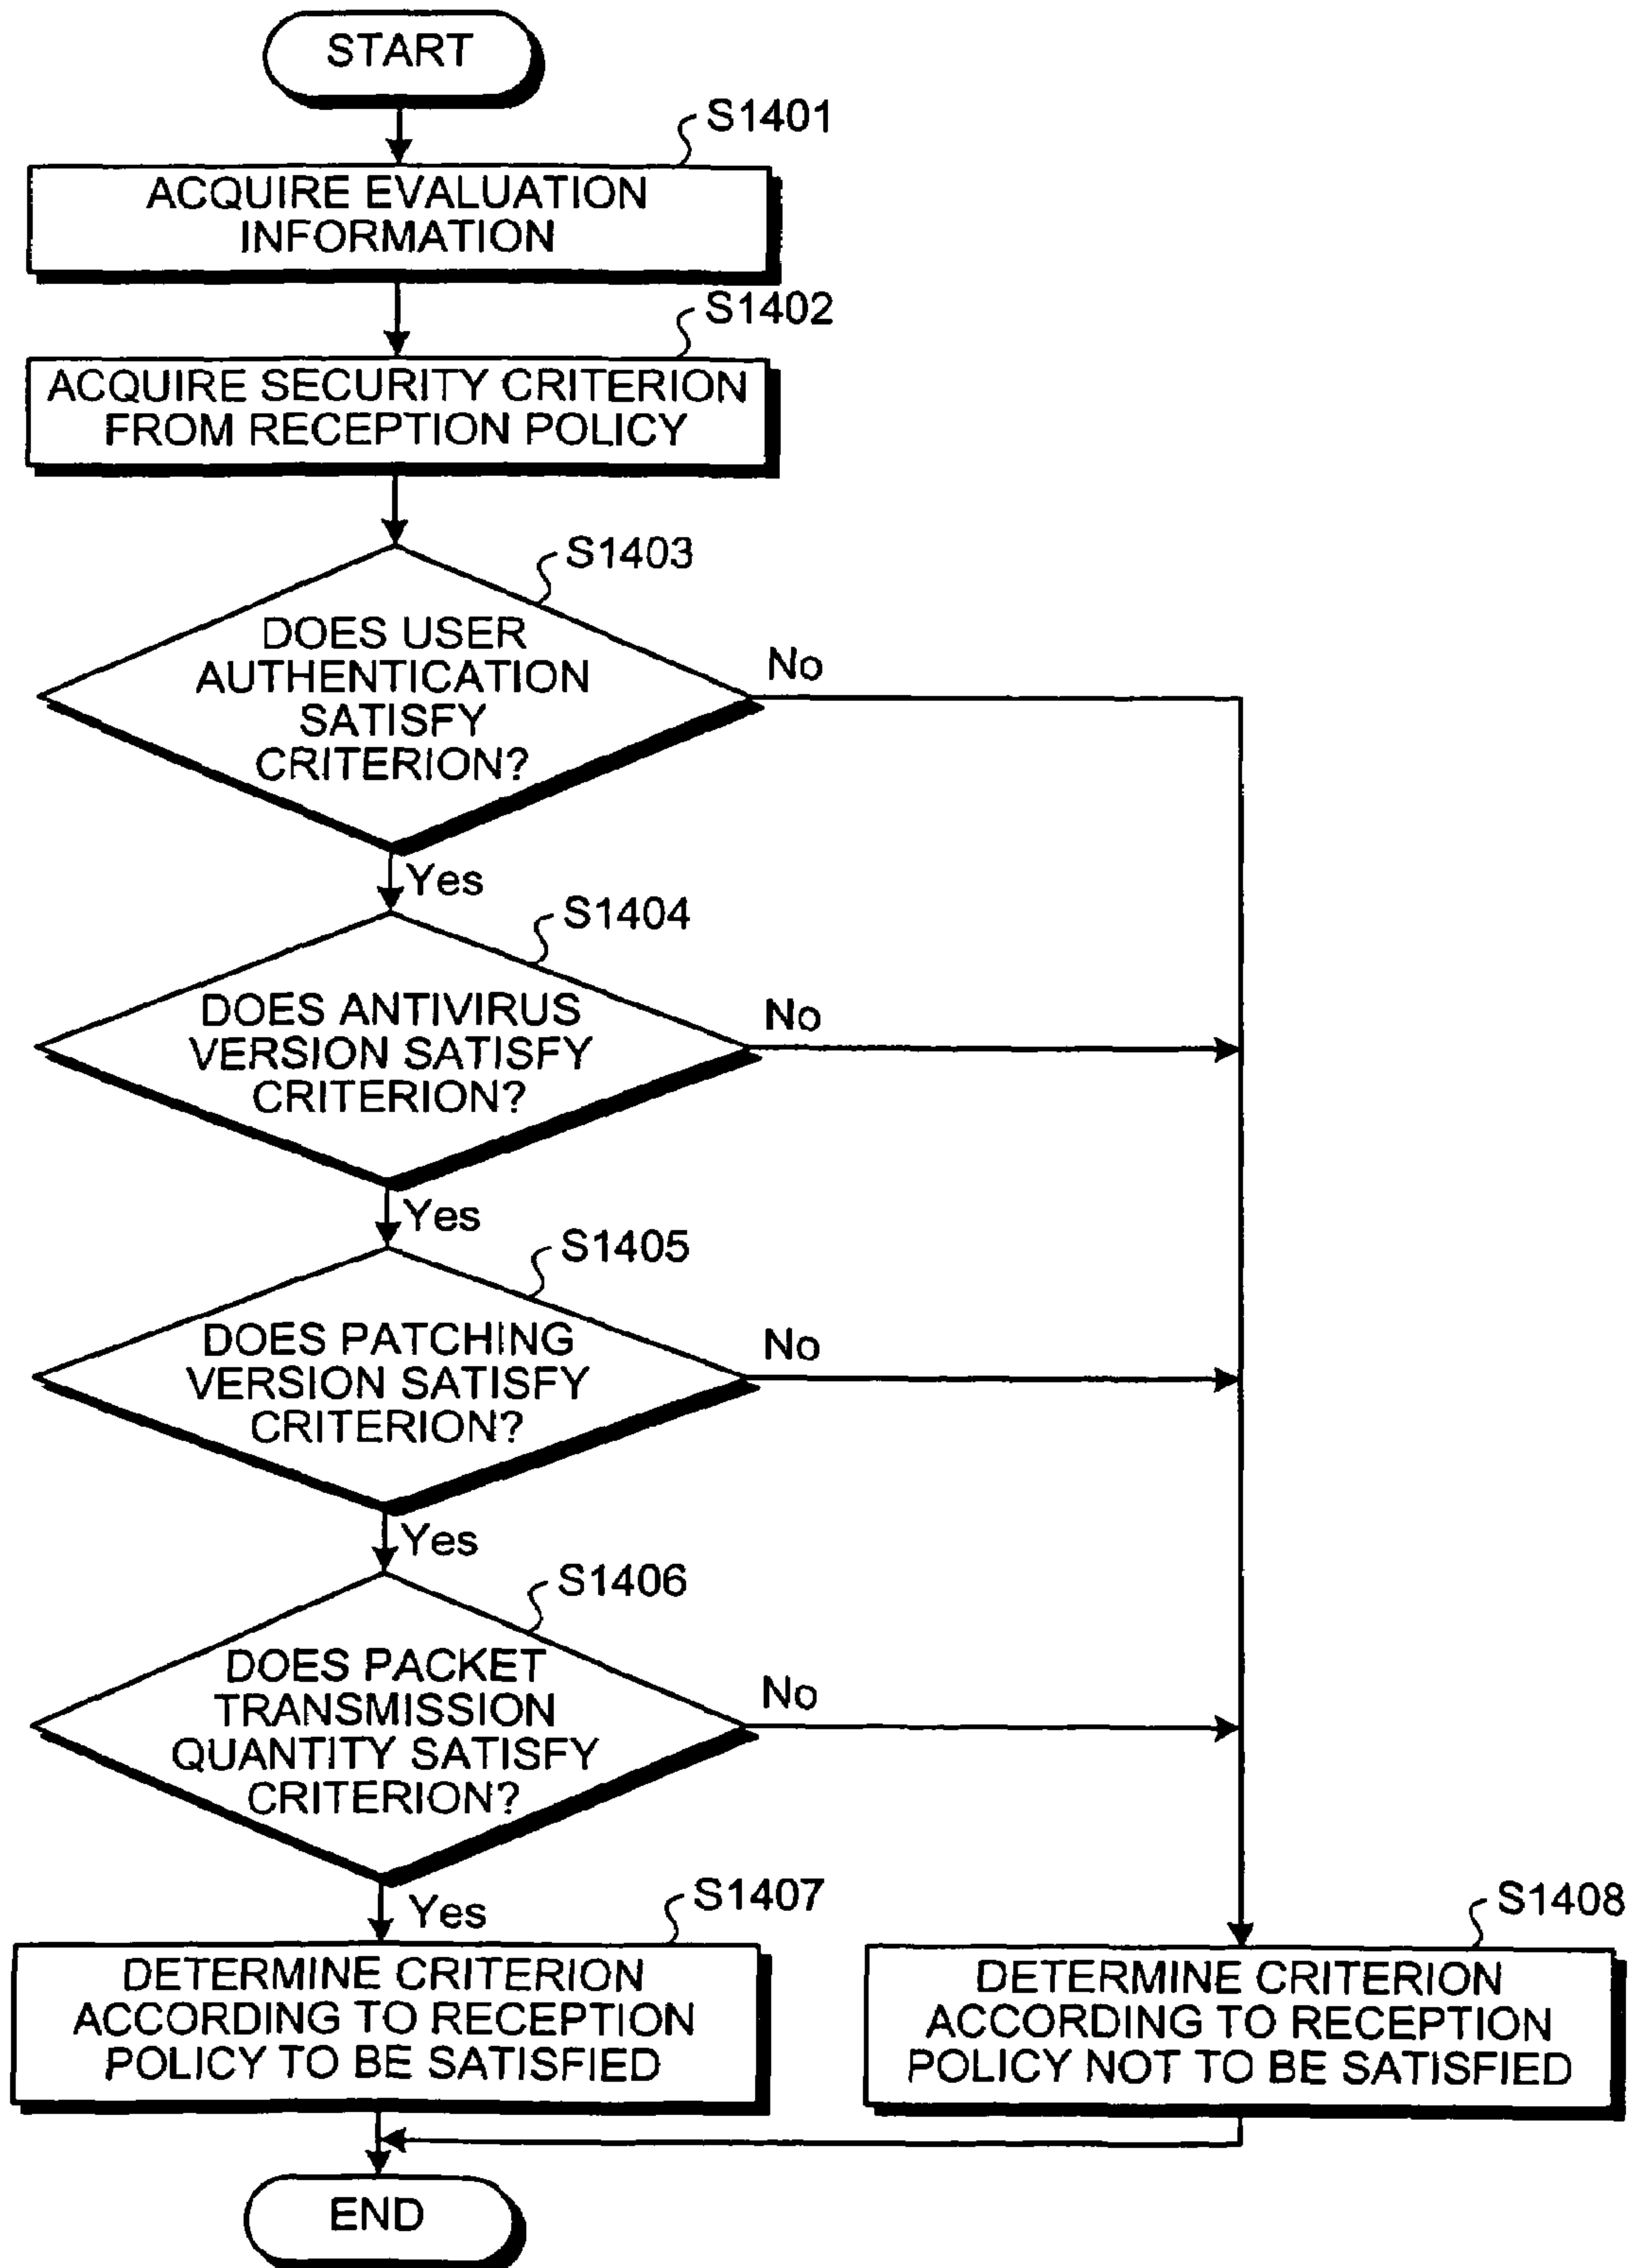 START
S1401
ACQUIRE EVALUATION
INFORMATION
S1402
ACQUIRE SECURITY CRITERION
FROM RECEPTION POLICY
S1403
DOES USER
AUTHENTICATION
SATISFY
CRITERION?
No
Yes
S1404
DOES ANTIVIRUS
VERSION SATISFY
CRITERION?
No
Yes
S1405
DOES PATCHING
VERSION SATISFY
CRITERION?
No
Yes
S1406
DOES PACKET
TRANSMISSION
QUANTITY SATISFY
CRITERION?
No
Yes
S1407
DETERMINE CRITERION
ACCORDING TO RECEPTION
POLICY TO BE SATISFIED
S1408
DETERMINE CRITERION
ACCORDING TO RECEPTION
POLICY NOT TO BE SATISFIED
END